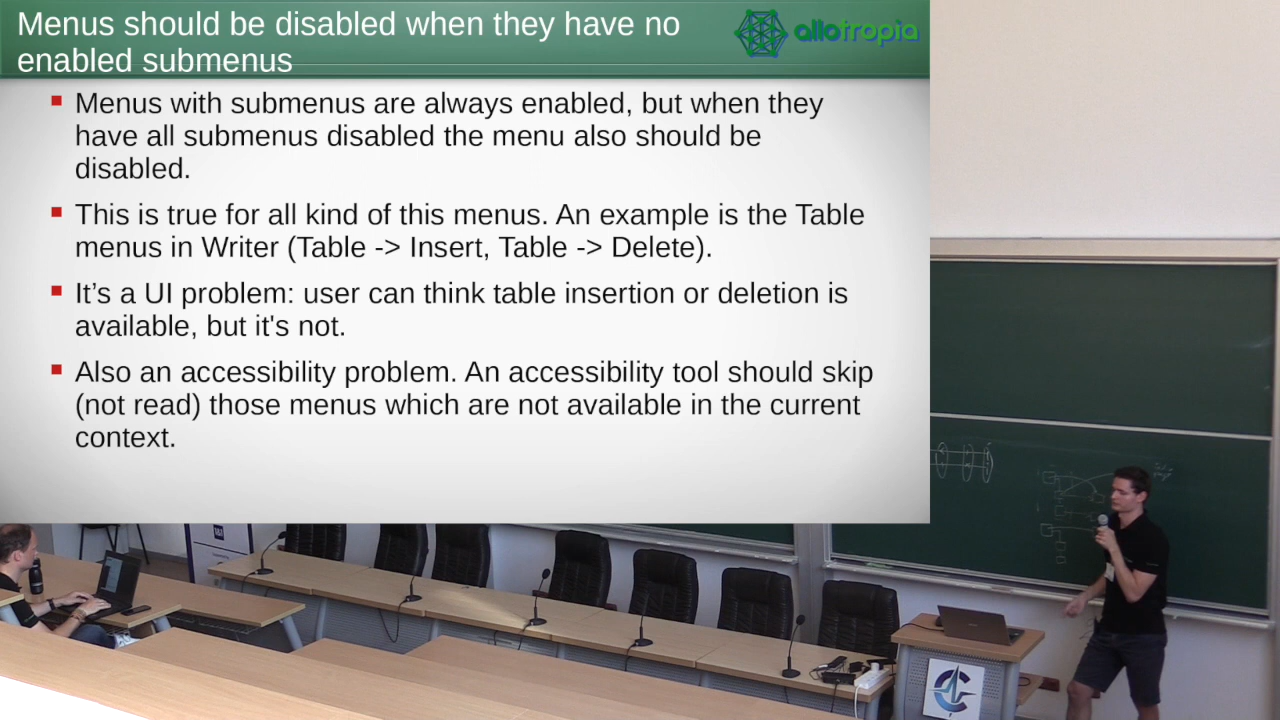 Menus should be disabled when they have no
enabled submenus
allotropia
Menus with submenus are always enabled, but when they
have all submenus disabled the menu also should be
disabled.
This is true for all kind of this menus. An example is the Table
menus in Writer (Table -> Insert, Table -> Delete).
It’s a UI problem: user can think table insertion or deletion is
available, but it's not.
Also an accessibility problem. An accessibility tool should skip
(not read) those menus which are not available in the current
context.